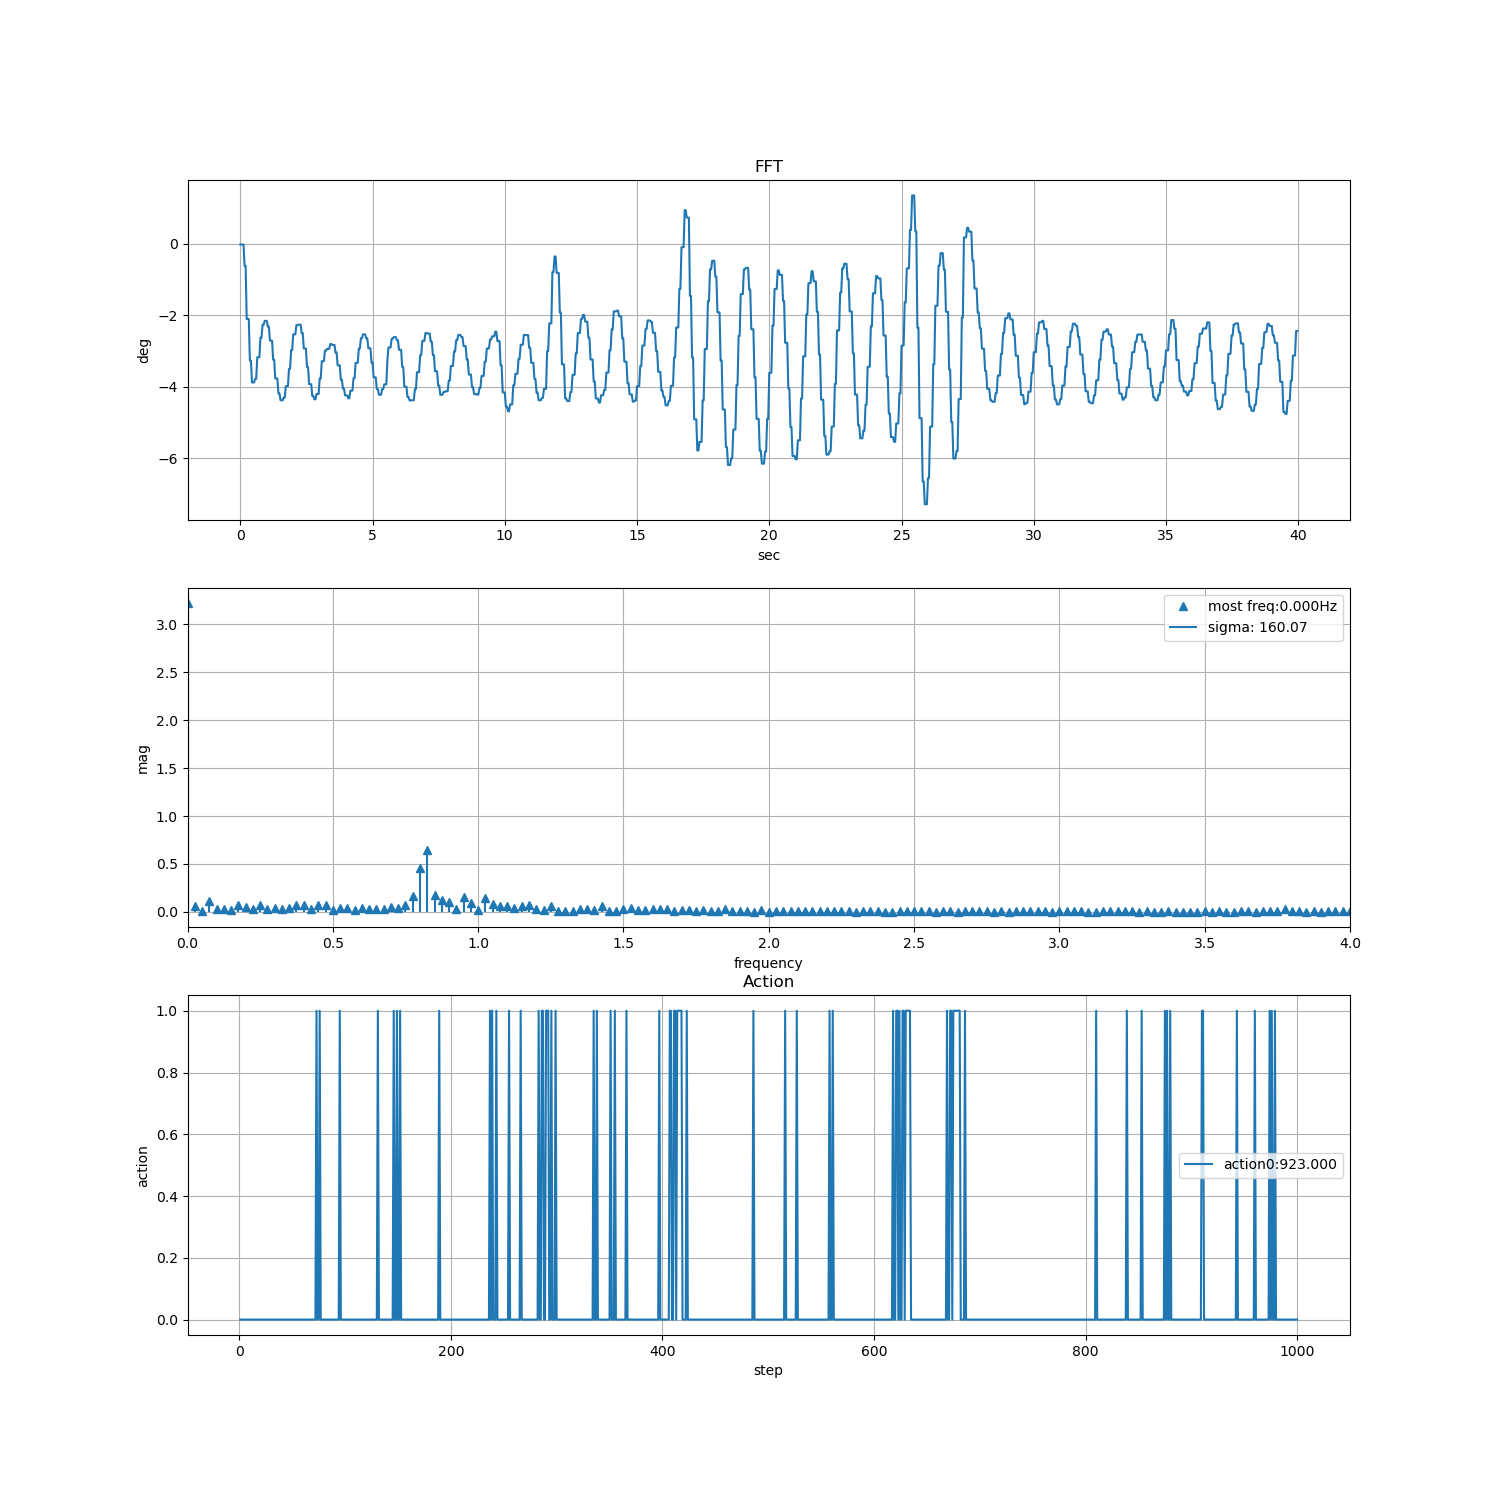 FFT
0
−2
−4
−6
deg
0 5 10 15 20 25 30 35 40
sec
3.0
2.5
2.0
1.5
1.0
0.5
0.0
mag
most freq:0.000Hz
sigma: 160.07
0.0 0.5 1.0 1.5 2.0 2.5 3.0 3.5 4.0
frequency
Action
1.0
0.8
0.6
0.4
0.2
0.0
action
action0:923.000
0 200 400 600 800 1000
step